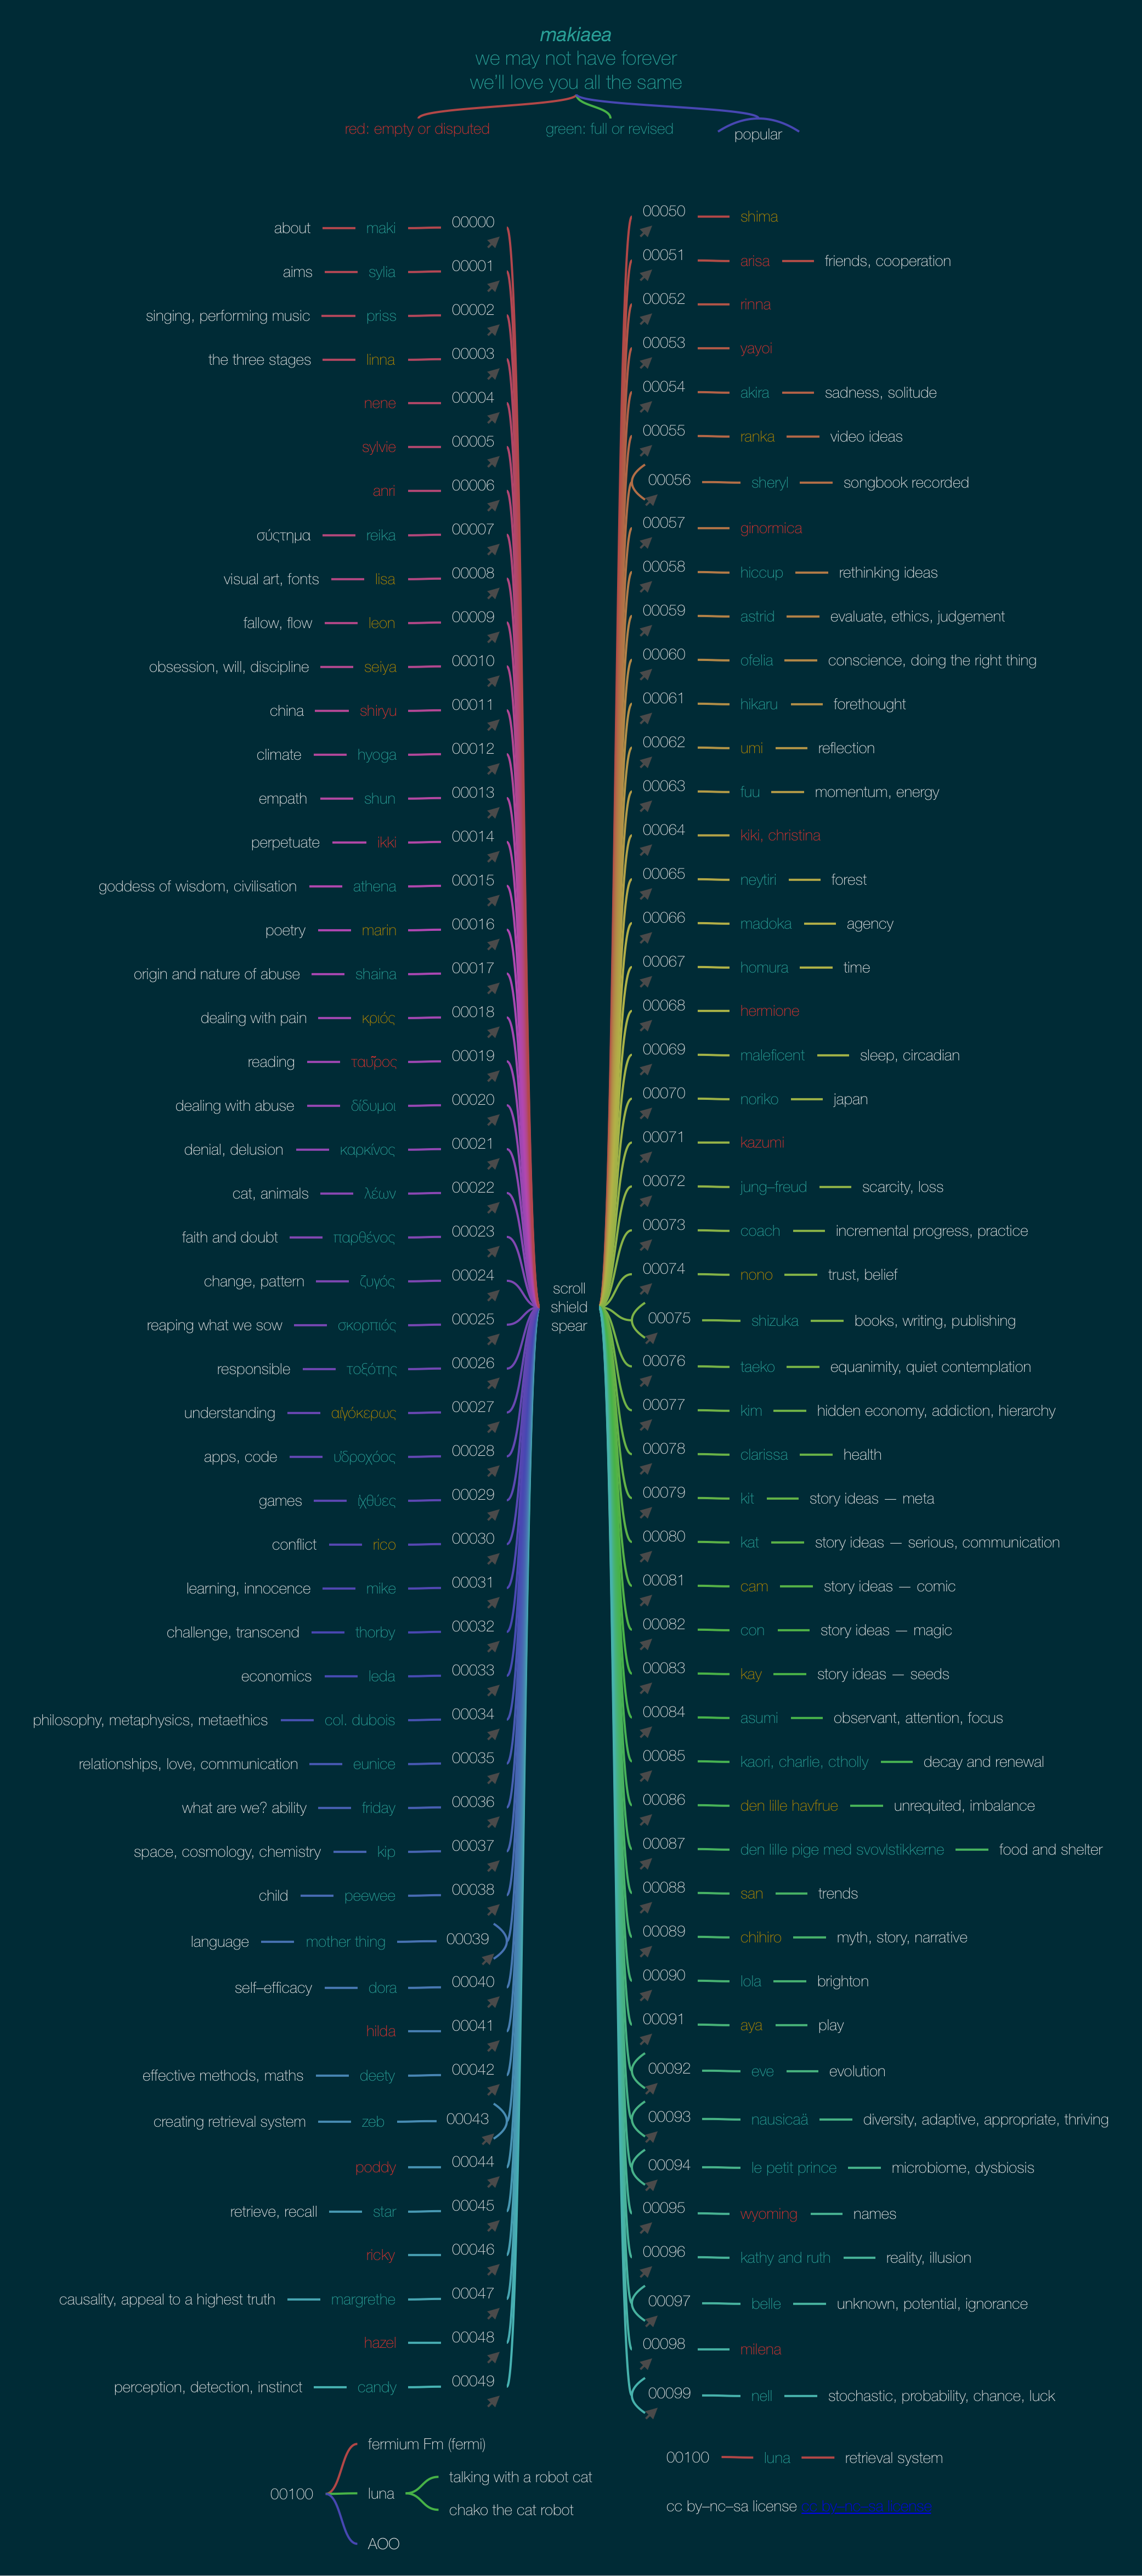 makiaea
we may not have forever
we'll love you all the same
red: empty or disputed
green: full or revised
popular
about maki 00000
aims sylia 00001
singing, performing music priss 00002
the three stages linna 00003
nene 00004
sylvie 00005
anri 00006
σύςτημα reika 00007
visual art, fonts lisa 00008
fallow, flow leon 00009
obsession, will, discipline seiya 00010
china shiryu 00011
climate hyoga 00012
empath shun 00013
perpetuate ikki 00014
goddess of wisdom, civilisation athena 00015
poetry marin 00016
origin and nature of abuse shaina 00017
dealing with pain κριός 00018
reading ταῦρος 00019
dealing with abuse δίδυμοι 00020
denial, delusion καρκίνος 00021
cat, animals λέων 00022
faith and doubt παρθένος 00023
change, pattern ζυγός 00024
reaping what we sow σκορπιός 00025
responsible τοξότης 00026
understanding αἰγόκερως 00027
apps, code ὑδροχόος 00028
games ἰχθύες 00029
conflict rico 00030
learning, innocence mike 00031
challenge, transcend thorby 00032
economics leda 00033
philosophy, metaphysics, metaethics col. dubois 00034
relationships, love, communication eunice 00035
what are we? ability friday 00036
space, cosmology, chemistry kip 00037
child peewee 00038
language mother thing 00039
self–efficacy dora 00040
hilda 00041
effective methods, maths deety 00042
creating retrieval system zeb 00043
poddy 00044
retrieve, recall star 00045
ricky 00046
causality, appeal to a highest truth margrethe 00047
hazel 00048
perception, detection, instinct candy 00049
scroll
shield
spear
00050 shima
00051 arisa friends, cooperation
00052 rinna
00053 yayoi
00054 akira sadness, solitude
00055 ranka video ideas
00056 sheryl songbook recorded
00057 ginormica
00058 hiccup rethinking ideas
00059 astrid evaluate, ethics, judgement
00060 ofelia conscience, doing the right thing
00061 hikaru forethought
00062 umi reflection
00063 fuu momentum, energy
00064 kiki, christina
00065 neytiri forest
00066 madoka agency
00067 homura time
00068 hermione
00069 maleficent sleep, circadian
00070 noriko japan
00071 kazumi
00072 jung–freud scarcity, loss
00073 coach incremental progress, practice
00074 nono trust, belief
00075 shizuka books, writing, publishing
00076 taeko equanimity, quiet contemplation
00077 kim hidden economy, addiction, hierarchy
00078 clarissa health
00079 kit story ideas — meta
00080 kat story ideas — serious, communication
00081 cam story ideas — comic
00082 con story ideas — magic
00083 kay story ideas — seeds
00084 asumi observant, attention, focus
00085 kaori, charlie, ctholly decay and renewal
00086 den lille havfrue unrequited, imbalance
00087 den lille pige med svovlstikkerne food and shelter
00088 san trends
00089 chihiro myth, story, narrative
00090 lola brighton
00091 aya play
00092 eve evolution
00093 nausicaä diversity, adaptive, appropriate, thriving
00094 le petit prince microbiome, dysbiosis
00095 wyoming names
00096 kathy and ruth reality, illusion
00097 belle unknown, potential, ignorance
00098 milena
00099 nell stochastic, probability, chance, luck
00100
fermium Fm (fermi)
luna
talking with a robot cat
chako the cat robot
AOO
00100 luna retrieval system
cc by–nc–sa license cc by–nc–sa license